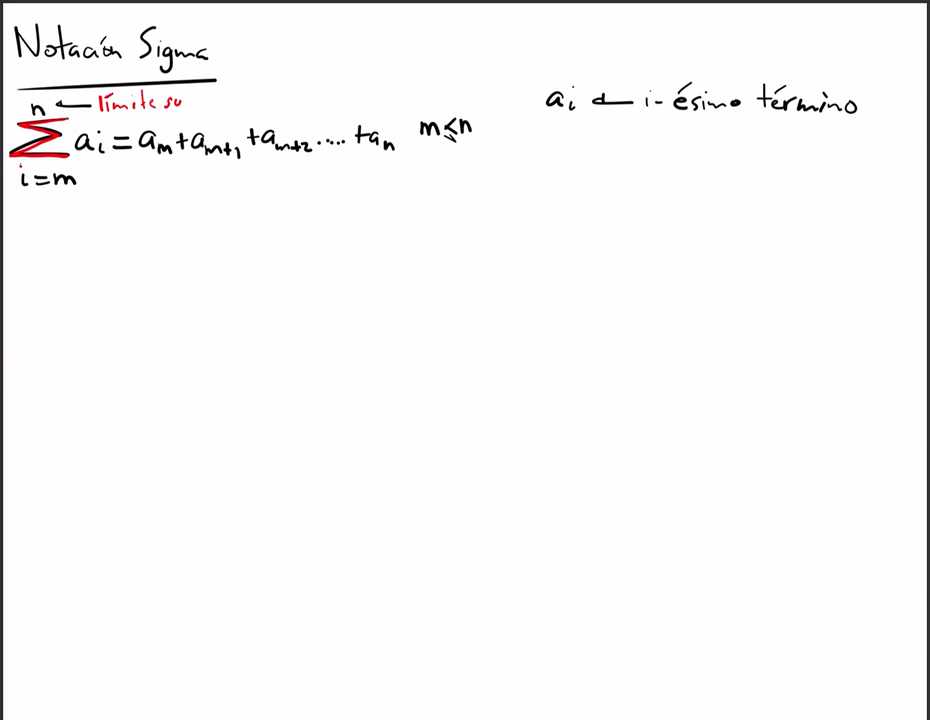 Notación Sigma
n ← límite su
∑ aᵢ = aₘ + aₘ₊₁ + aₘ₊₂ ..... + aₙ m ≤ n
i = m
aᵢ ← i-ésimo término